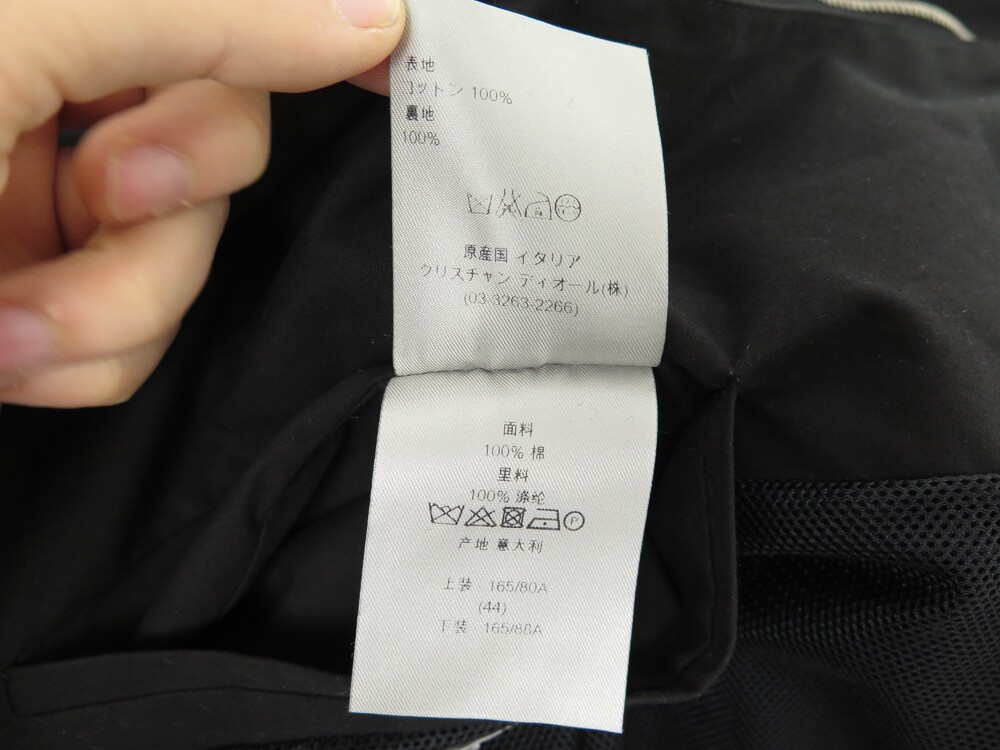 表地
コットン 100%
裏地
100%
原産国 イタリア
クリスチャン ディオール(株)
(03-3263-2266)
面料
100% 棉
里料
100% 涤纶
P
产地 意大利
上装 - 165/80A
(44)
下装 - 165/88A